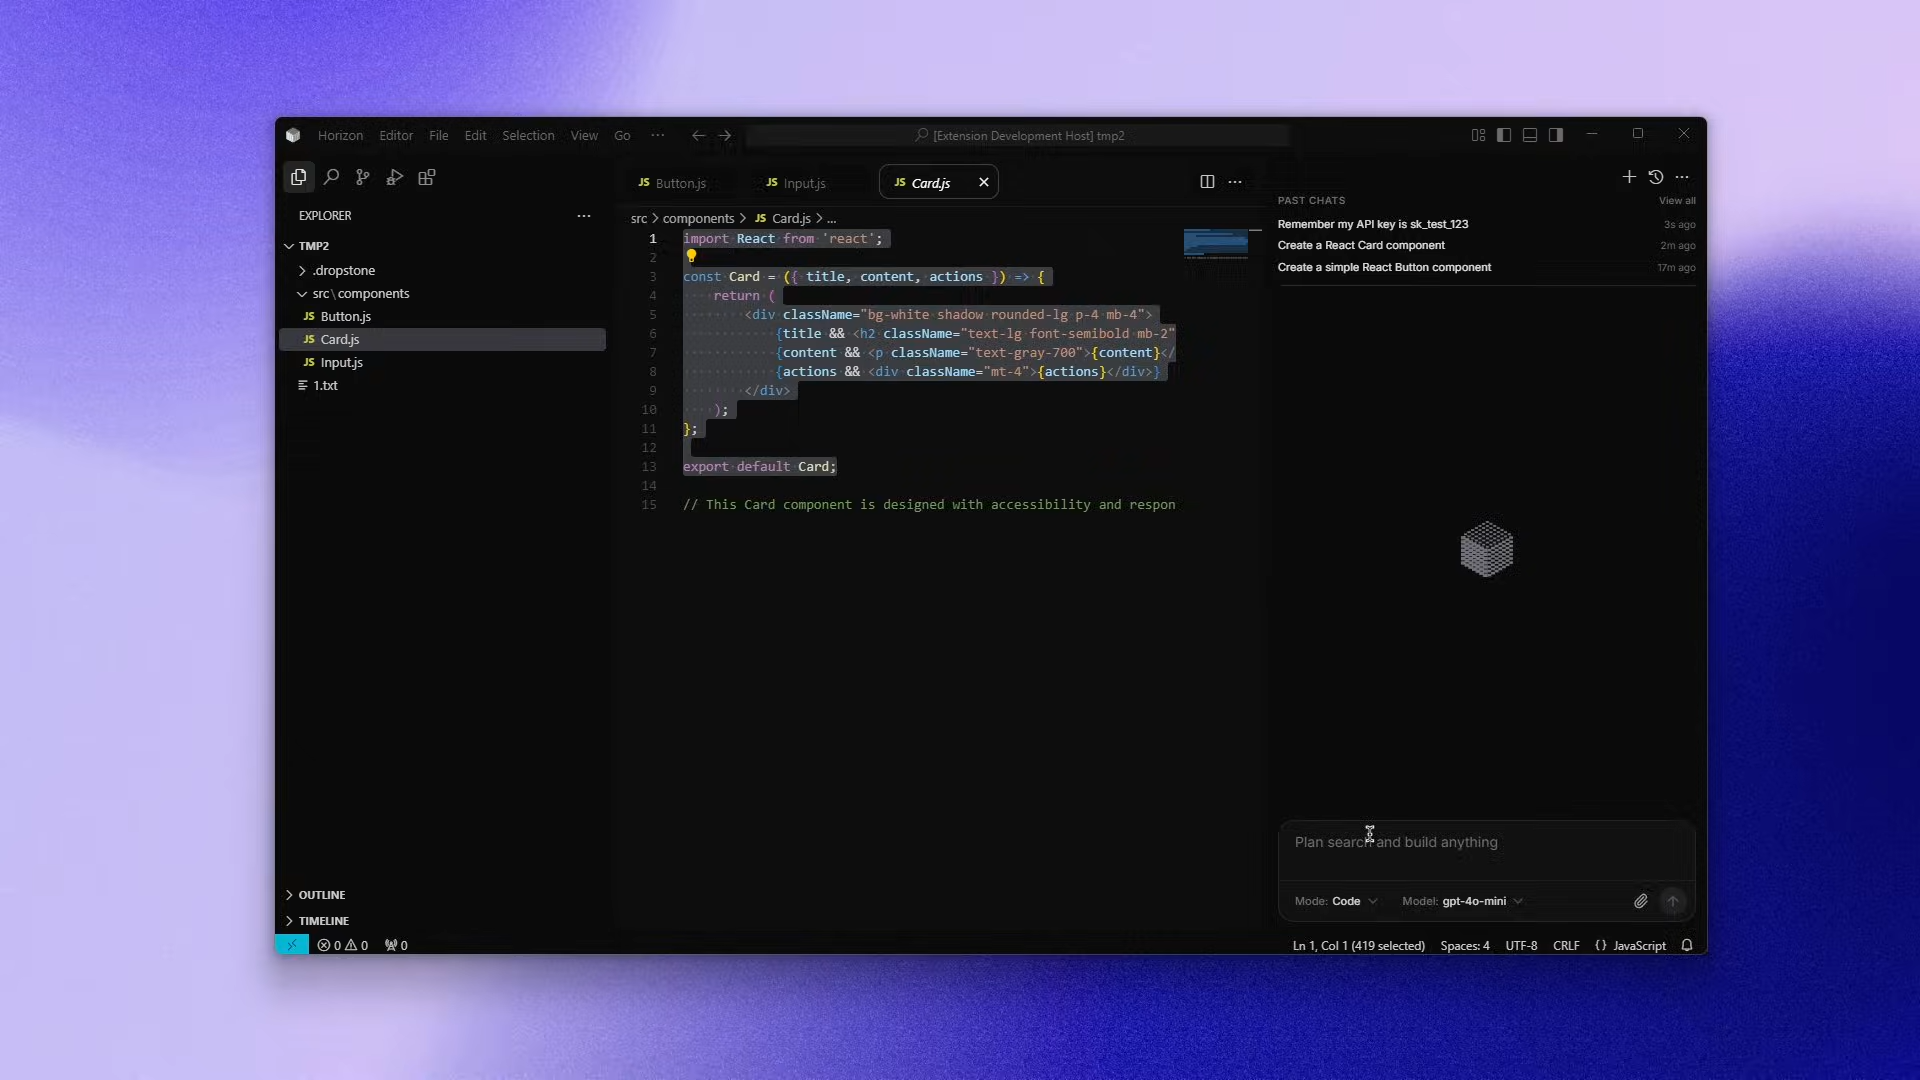 Horizon Editor File Edit Selection View Go ··· [Extension Development Host] tmp2
EXPLORER ···
TMP2
.dropstone
src\components
JS Button.js
JS Card.js
JS Input.js
1.txt
OUTLINE
TIMELINE
JS Button.js JS Input.js JS Card.js
src > components > JS Card.js > ...
1 import React from 'react';
2
3 const Card = ({ title, content, actions }) => {
4 return (
5 <div className="bg-white shadow rounded-lg p-4 mb-4">
6 {title && <h2 className="text-lg font-semibold mb-2"
7 {content && <p className="text-gray-700">{content}</
8 {actions && <div className="mt-4">{actions}</div>}
9 </div>
10 );
11 };
12
13 export default Card;
14
15 // This Card component is designed with accessibility and respon
PAST CHATS View all
Remember my API key is sk_test_123 3s ago
Create a React Card component 2m ago
Create a simple React Button component 17m ago
Plan search and build anything
Mode: Code Model: gpt-4o-mini
0 0 0 Ln 1, Col 1 (419 selected) Spaces: 4 UTF-8 CRLF {} JavaScript